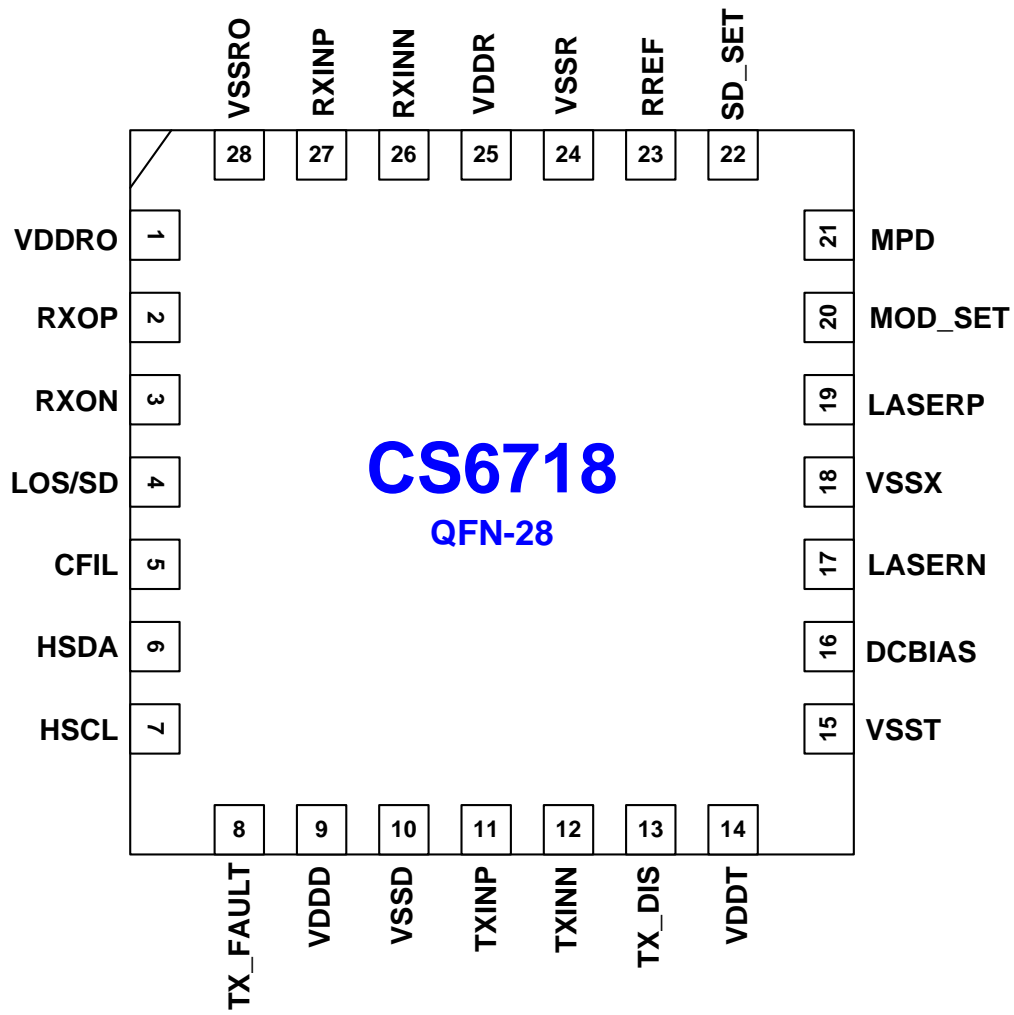 VSSRO
RXINP
RXINN
VDDR
VSSR
RREF
SD_SET
28
27
26
25
24
23
22
VDDRO
1
21
MPD
RXOP
2
20
MOD_SET
RXON
3
19
LASERP
LOS/SD
4
18
VSSX
CFIL
5
17
LASERN
HSDA
6
16
DCBIAS
HSCL
7
15
VSST
CS6718
QFN-28
8
9
10
11
12
13
14
TX_FAULT
VDDD
VSSD
TXINP
TXINN
TX_DIS
VDDT